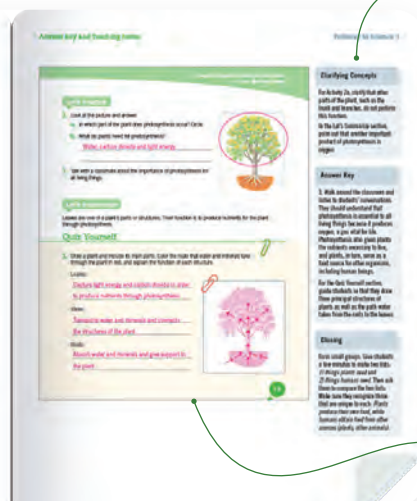 Answer key and teaching notes
Pathways to Science 3
Let's Practice
2. Look at the picture and answer.
a. In which part of the plant does photosynthesis occur? Circle.
b. What do plants need for photosynthesis?
Water, carbon dioxide and light energy
3. Talk with a classmate about the importance of photosynthesis for
all living things.
Let's Summarize
Leaves are one of a plant's parts or structures. Their function is to produce nutrients for the plant
through photosynthesis.
Quiz Yourself
1. Draw a plant and include its main parts. Color the route that water and minerals take
through the plant in red, and explain the function of each structure.
Leaves:
Capture light energy and carbon dioxide in order
to produce nutrients through photosynthesis.
Stem:
Transports water and minerals and connects
the structures of the plant.
Roots:
Absorb water and minerals and give support to
the plant.
Clarifying Concepts
For Activity 2a, clarify that other
parts of the plant, such as the
trunk and branches, do not perform
this function.
In the Let's Summarize section,
point out that another important
product of photosynthesis is
oxygen.
Answer Key
3. Walk around the classroom and
listen to students' conversations.
They should understand that
photosynthesis is essential to all
living things because it produces
oxygen, a gas vital for life.
Photosynthesis also gives plants
the nutrients necessary to live,
and plants, in turn, serve as a
food source for other organisms,
including human beings.
For the Quiz Yourself section,
guide students so that they draw
three principal structures of
plants as well as the path water
takes from the roots to the leaves.
Closing
Form small groups. Give students
a few minutes to make two lists:
1) things plants need and
2) things humans need. Then ask
them to compare the two lists.
Make sure they recognize those
that are unique to each: Plants
produce their own food, while
humans obtain food from other
sources (plants, other animals).